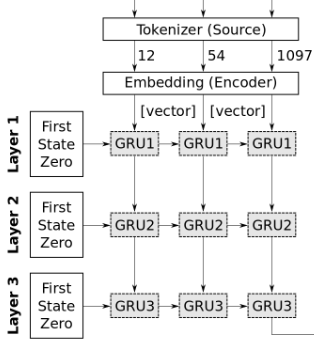 Tokenizer (Source)
12 54 1097
Embedding (Encoder)
[vector] [vector]
Layer 1
First
State
Zero
GRU1 GRU1 GRU1
Layer 2
First
State
Zero
GRU2 GRU2 GRU2
Layer 3
First
State
Zero
GRU3 GRU3 GRU3